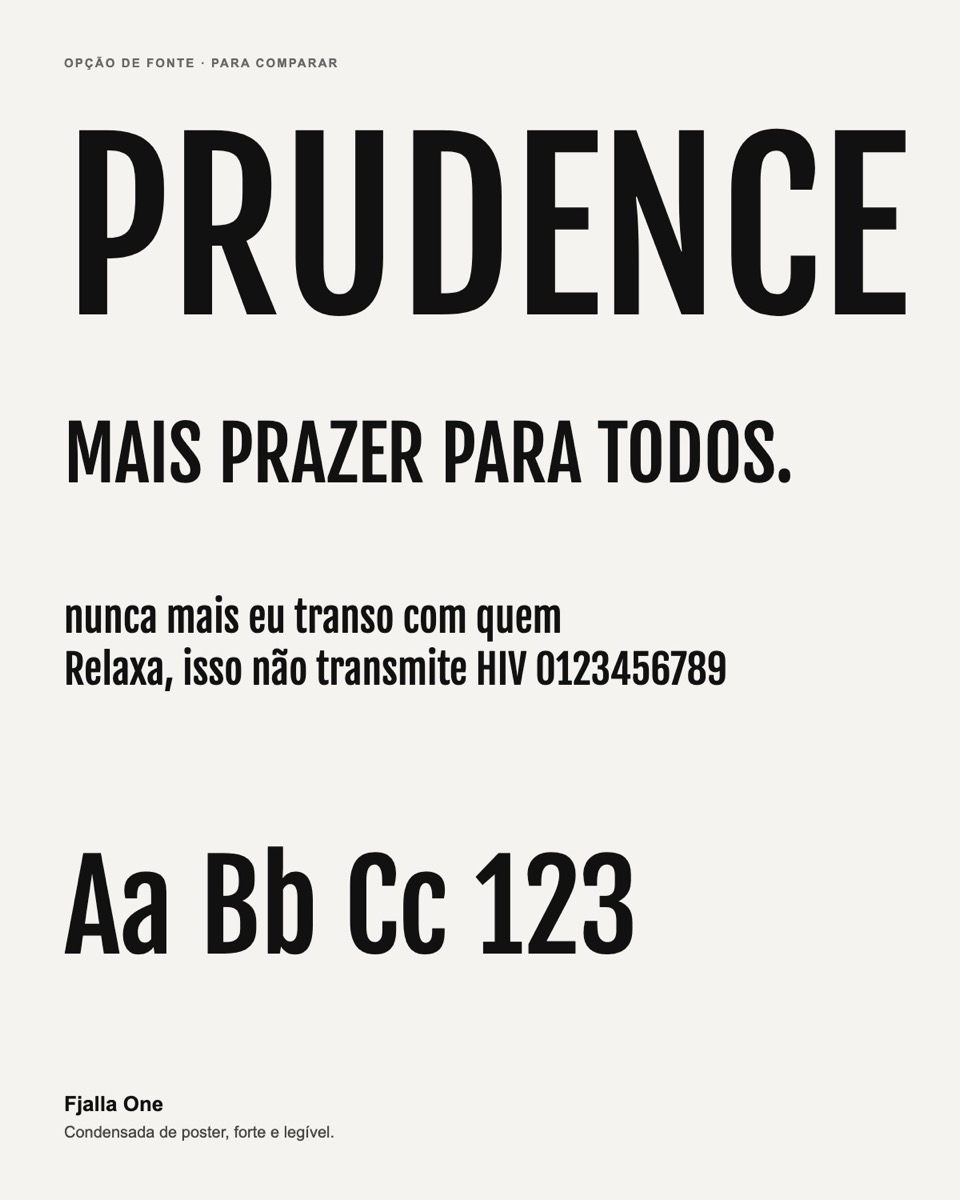 OPÇÃO DE FONTE · PARA COMPARAR
PRUDENCE
MAIS PRAZER PARA TODOS.
nunca mais eu transo com quem
Relaxa, isso não transmite HIV 0123456789
Aa Bb Cc 123
Fjalla One
Condensada de poster, forte e legível.